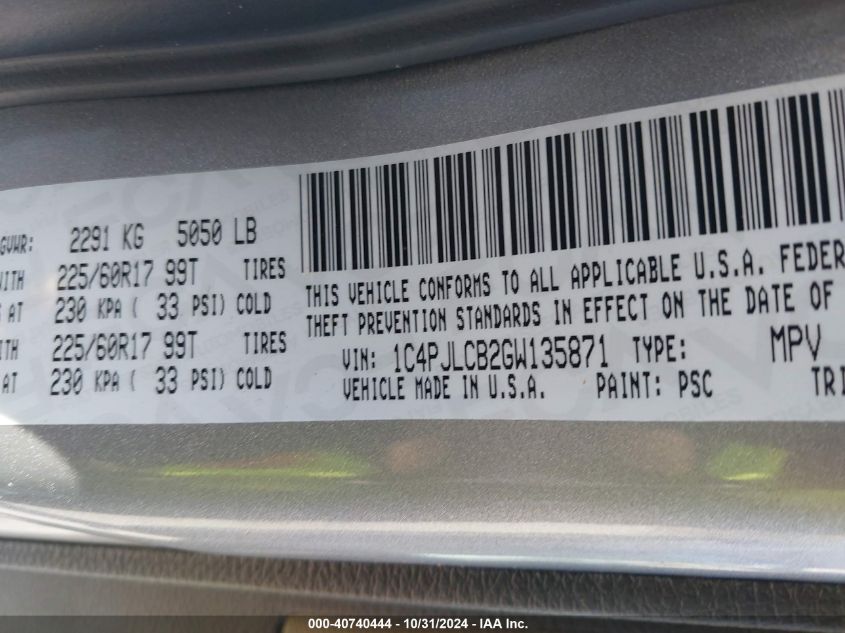 GVWR: 2291 KG 5050 LB
WITH 225/60R17 99T TIRES
AT 230 KPA ( 33 PSI) COLD
225/60R17 99T TIRES
AT 230 KPA ( 33 PSI) COLD
THIS VEHICLE CONFORMS TO ALL APPLICABLE U.S.A. FEDER
THEFT PREVENTION STANDARDS IN EFFECT ON THE DATE OF
VIN: 1C4PJLCB2GW135871 TYPE: MPV
VEHICLE MADE IN U.S.A. PAINT: PSC TRI
000-40740444 - 10/31/2024 - IAA Inc.